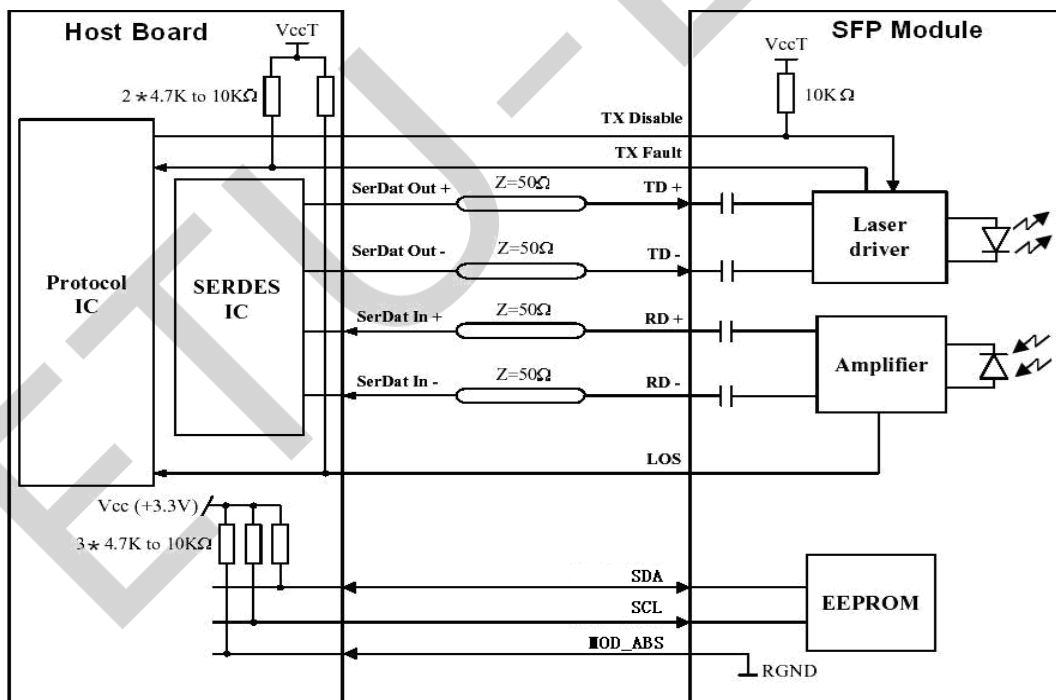 Host Board
SFP Module
VccT
VccT
2 * 4.7K to 10KΩ
10K Ω
TX Disable
TX Fault
SerDat Out +
Z=50Ω
TD +
Laser
driver
SerDat Out -
Z=50Ω
TD -
Protocol
IC
SERDES
IC
SerDat In +
Z=50Ω
RD +
Amplifier
SerDat In -
Z=50Ω
RD -
LOS
Vcc (+3.3V)
3 * 4.7K to 10KΩ
SDA
SCL
EEPROM
MOD_ABS
RGND